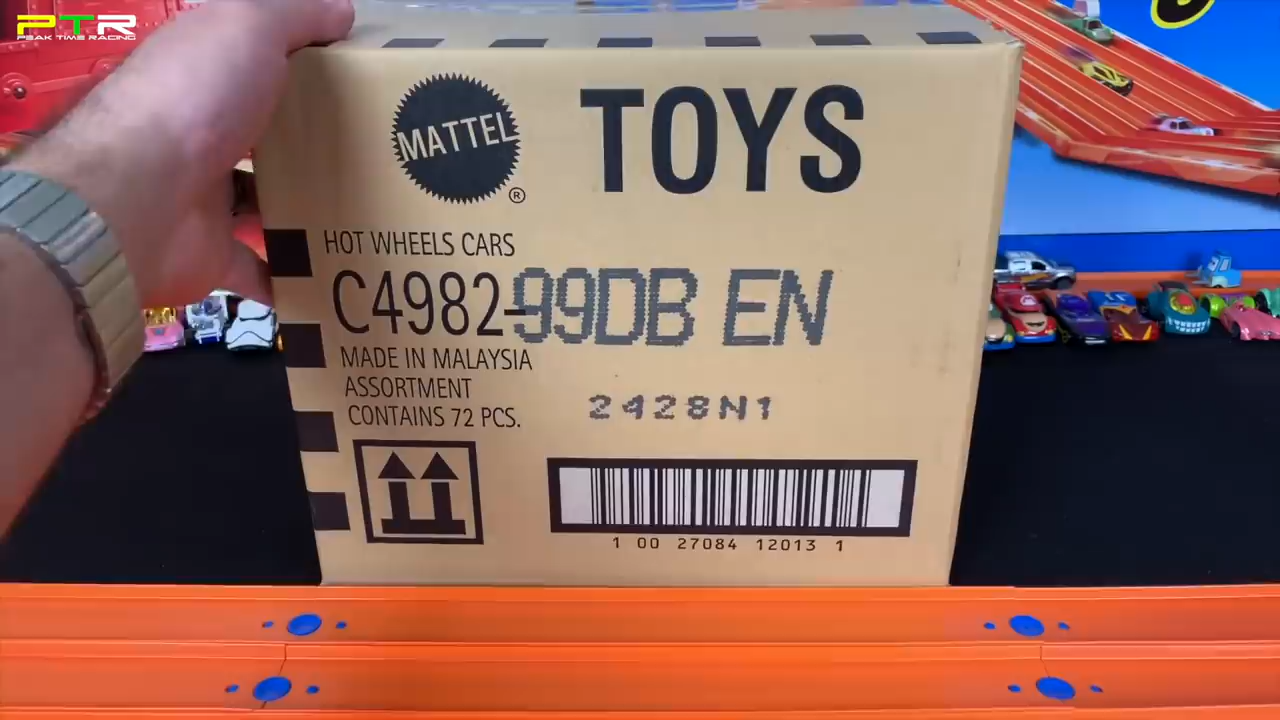 PTR
PEAK TIME RACING
MATTEL
®
TOYS
HOT WHEELS CARS
C4982-99DB EN
MADE IN MALAYSIA
ASSORTMENT
CONTAINS 72 PCS.
2428N1
1 00 27084 12013 1